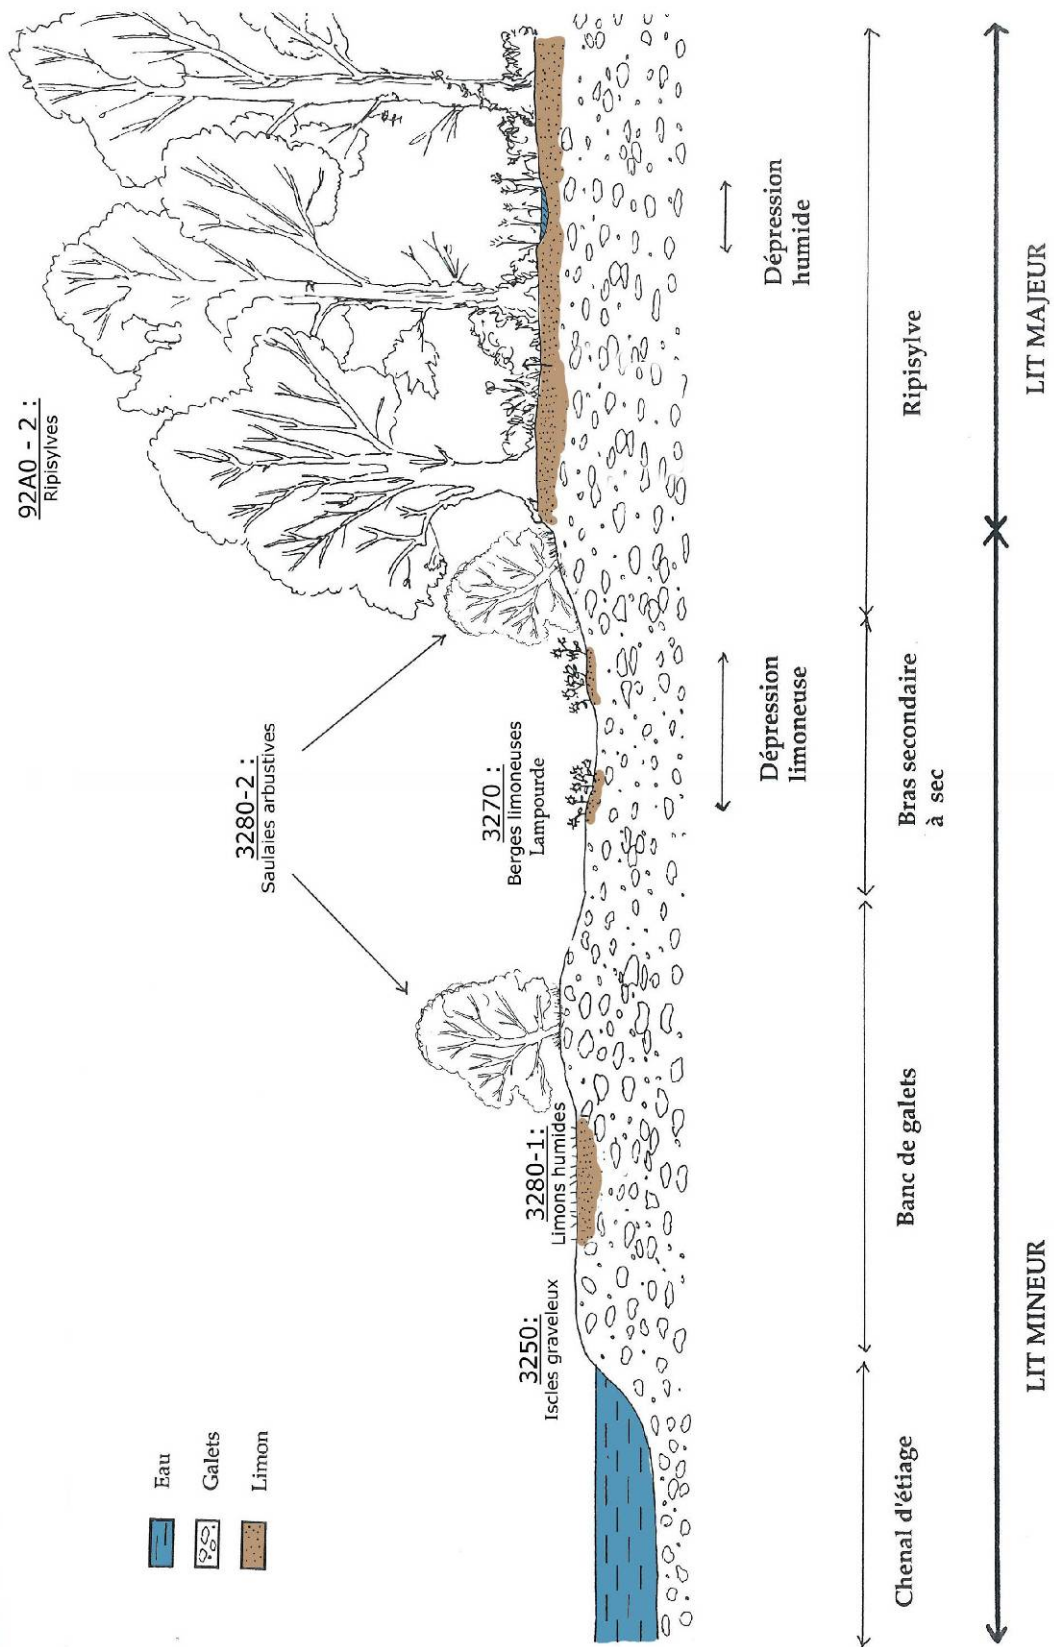 92A0 - 2 :
Ripisylves
3280-2 :
Saulaies arbustives
Eau
Galets
Limon
3250:
Iscles graveleux
3280-1:
Limons humides
3270 :
Berges limoneuses
Lampourde
Dépression
limoneuse
Dépression
humide
Chenal d'étiage
Banc de galets
Bras secondaire
à sec
Ripisylve
LIT MINEUR
LIT MAJEUR